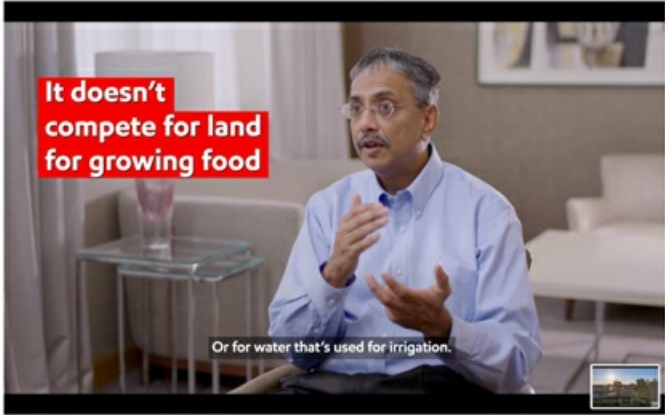 It doesn't
compete for land
for growing food
Or for water that's used for irrigation.